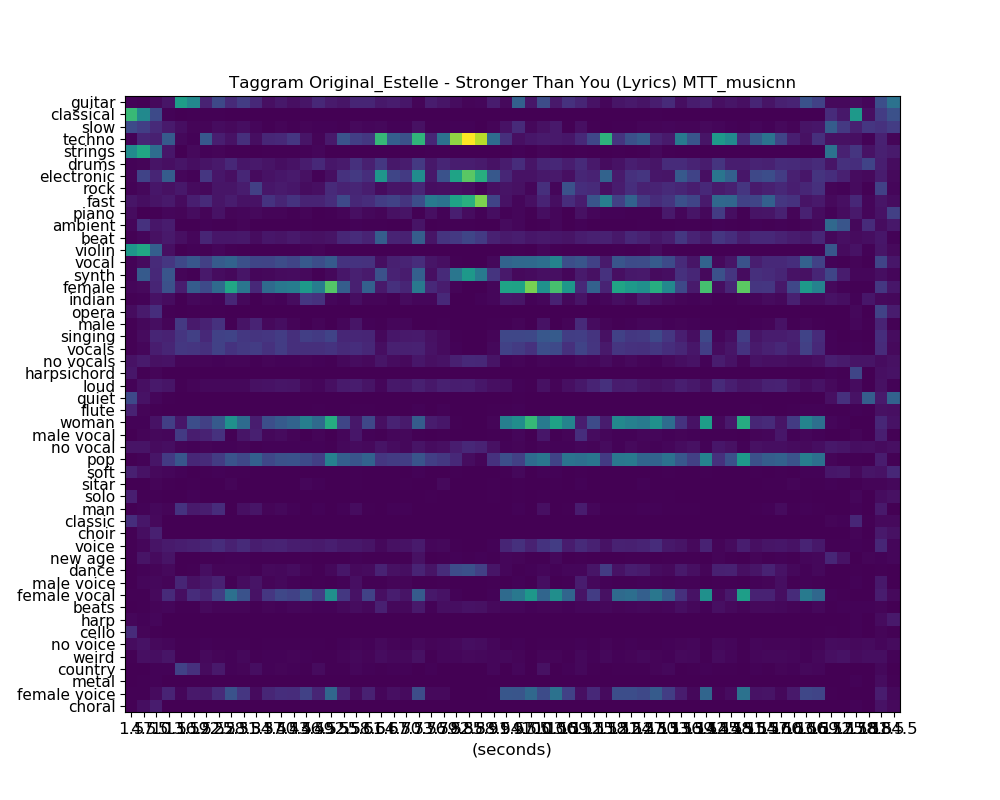 Taggram Original_Estelle - Stronger Than You (Lyrics) MTT_musicnn
guitar
classical
slow
techno
strings
drums
electronic
rock
fast
piano
ambient
beat
violin
vocal
synth
female
indian
opera
male
singing
vocals
no vocals
harpsichord
loud
quiet
flute
woman
male vocal
no vocal
pop
soft
sitar
solo
man
classic
choir
voice
new age
dance
male voice
female vocal
beats
harp
cello
no voice
weird
country
metal
female voice
choral
(seconds)